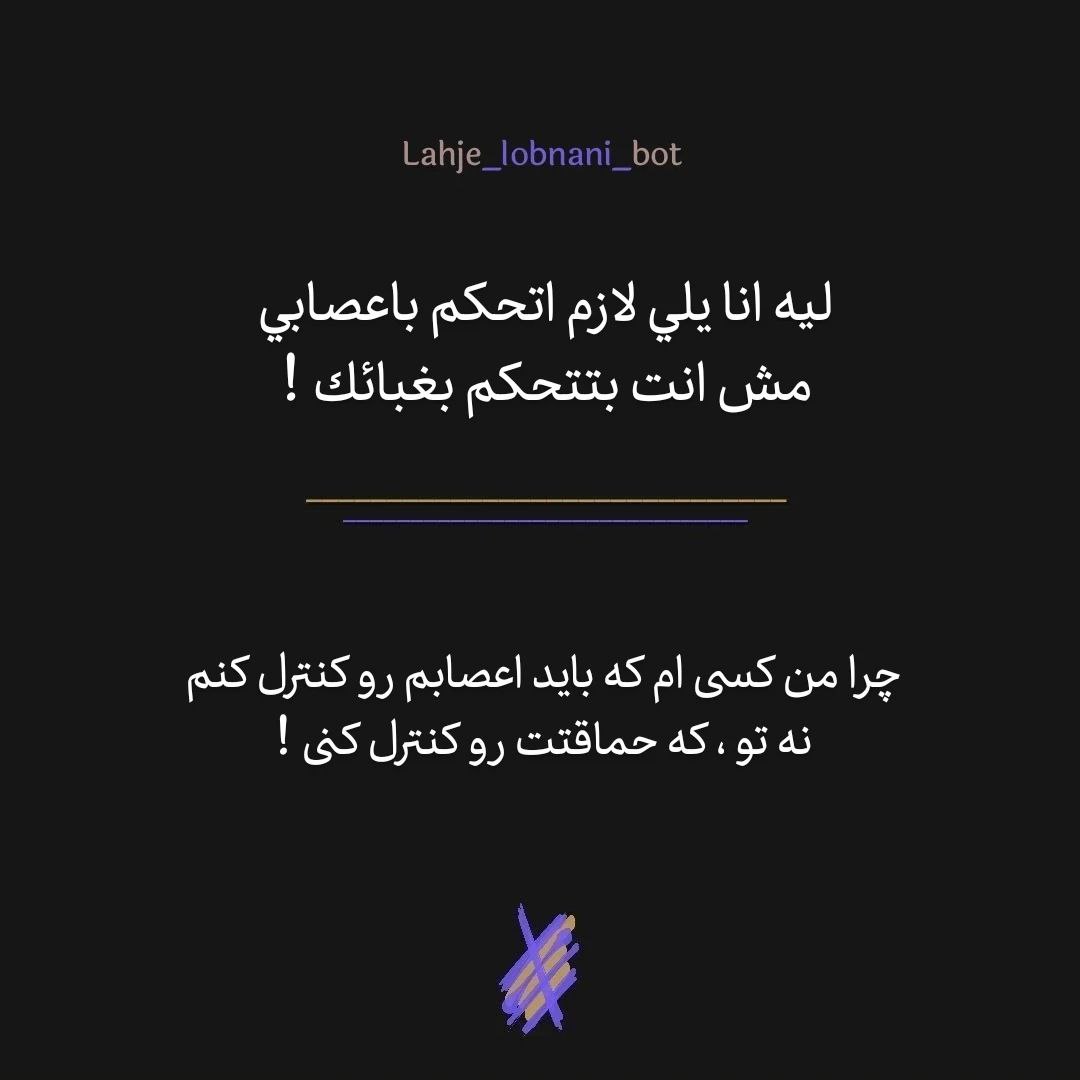 Lahje_lobnani_bot
ليه انا يلي لازم اتحكم باعصابي
مش انت بتتحكم بغبائك !
چرا من کسی ام که باید اعصابم رو کنترل کنم
نه تو ، که حماقتت رو کنترل کنی !